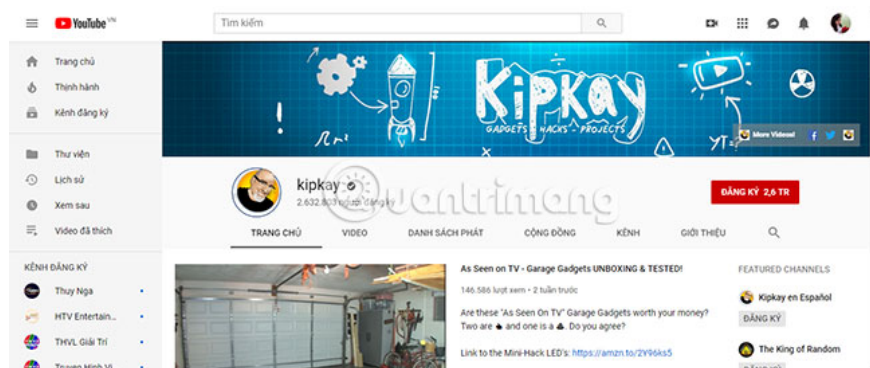 YouTube VN
Tìm kiếm
Trang chủ
Thịnh hành
Kênh đăng ký
Thư viện
Lịch sử
Xem sau
Video đã thích
KÊNH ĐĂNG KÝ
Thuy Nga
HTV Entertain...
THVL Giải Trí
KipKay
GADGETS - HACKS - PROJECTS
πr²
YT=?
More Videos!
kipkay
2.632.803 người đăng ký
ĐĂNG KÝ 2,6 TR
Quantrimang
TRANG CHỦ VIDEO DANH SÁCH PHÁT CỘNG ĐỒNG KÊNH GIỚI THIỆU
As Seen on TV - Garage Gadgets UNBOXING & TESTED!
146.586 lượt xem • 2 tuần trước
Are these "As Seen On TV" Garage Gadgets worth your money?
Two are 👍 and one is a 💩. Do you agree?
Link to the Mini-Hack LED's: https://amzn.to/2Y96ks5
FEATURED CHANNELS
Kipkay en Español
ĐĂNG KÝ
The King of Random